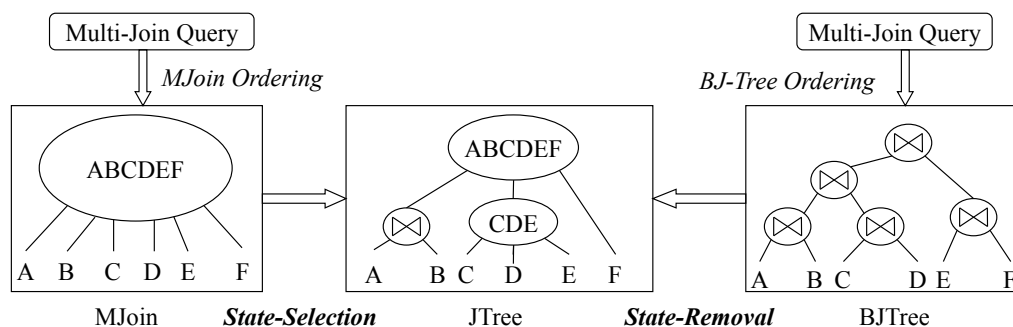 Multi-Join Query Multi-Join Query
MJoin Ordering BJ-Tree Ordering
ABCDEF ABCDEF
CDE
A B C D E F A B C D E F A B C D E F
MJoin State-Selection JTree State-Removal BJTree